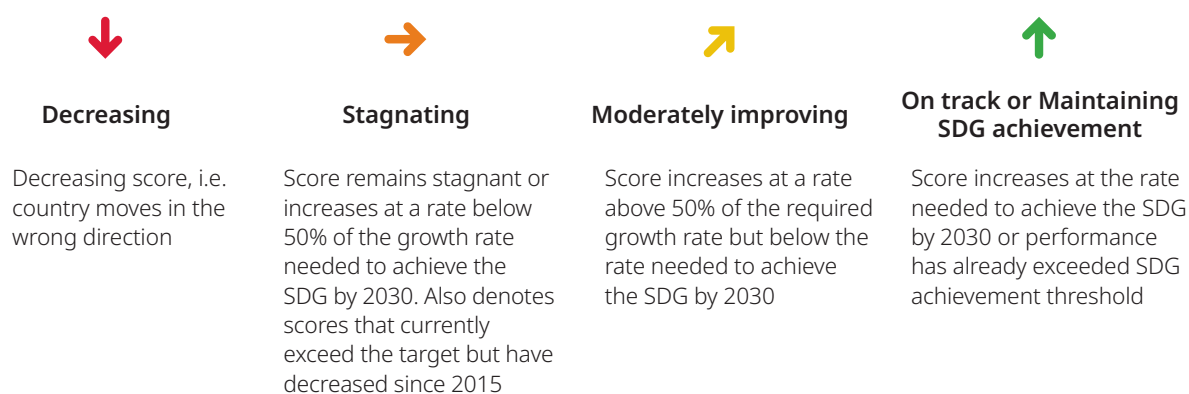 Decreasing
Decreasing score, i.e.
country moves in the
wrong direction
Stagnating
Score remains stagnant or
increases at a rate below
50% of the growth rate
needed to achieve the
SDG by 2030. Also denotes
scores that currently
exceed the target but have
decreased since 2015
Moderately improving
Score increases at a rate
above 50% of the required
growth rate but below the
rate needed to achieve
the SDG by 2030
On track or Maintaining
SDG achievement
Score increases at the rate
needed to achieve the SDG
by 2030 or performance
has already exceeded SDG
achievement threshold